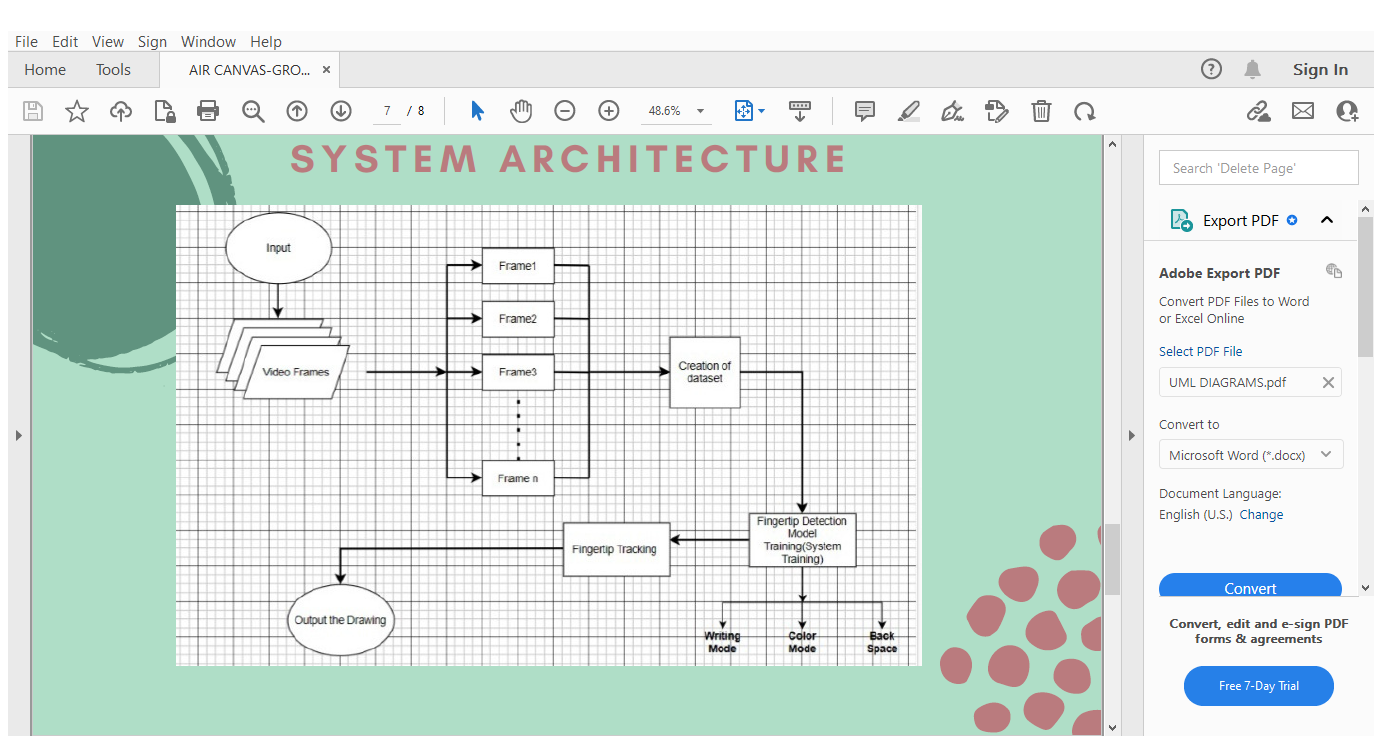 File Edit View Sign Window Help
Home Tools AIR CANVAS-GRO... × Sign In
7 / 8 48.6%
SYSTEM ARCHITECTURE
Input
Video Frames
Frame1
Frame2
Frame3
Frame n
Creation of
dataset
Fingertip Detection
Model
Training(System
Training)
Fingertip Tracking
Output the Drawing
Writing
Mode
Color
Mode
Back
Space
Search 'Delete Page'
Export PDF
Adobe Export PDF
Convert PDF Files to Word
or Excel Online
Select PDF File
UML DIAGRAMS.pdf
Convert to
Microsoft Word (*.docx)
Document Language:
English (U.S.) Change
Convert
Convert, edit and e-sign PDF
forms & agreements
Free 7-Day Trial